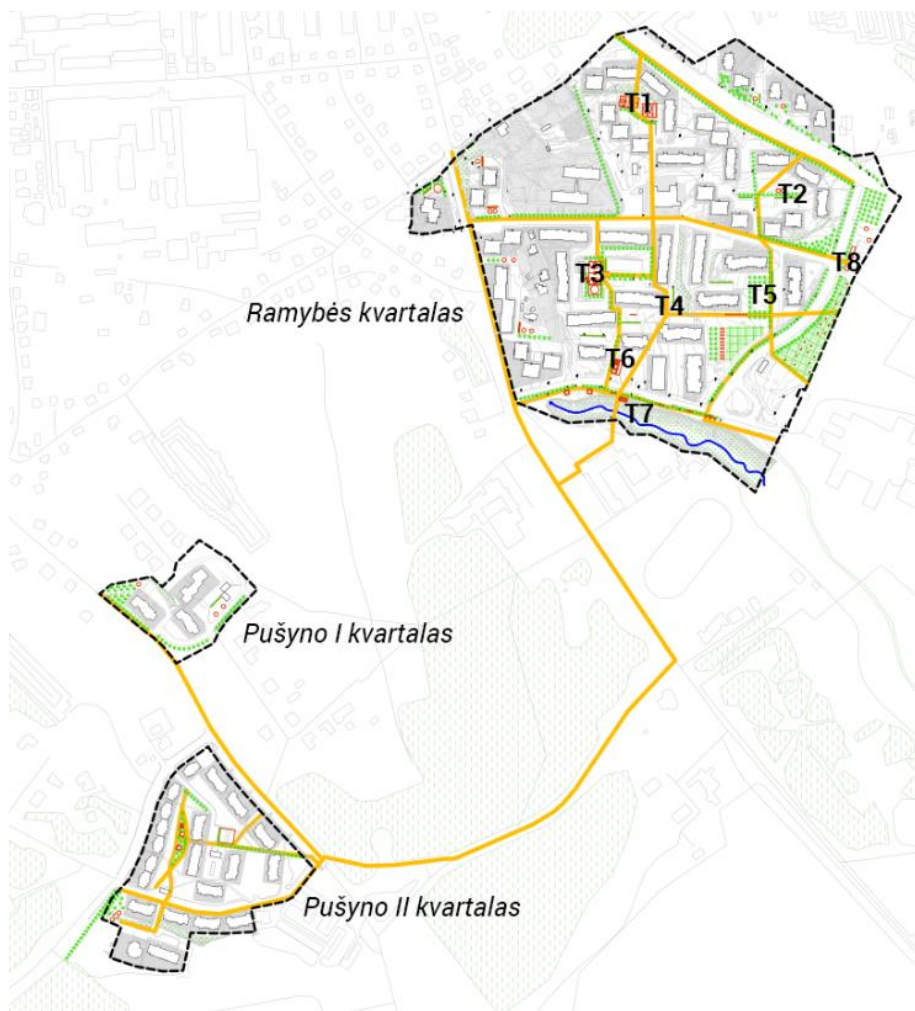 T1
T2
T8
T3
T5
Ramybės kvartalas
T4
T6
T7
Pušyno I kvartalas
Pušyno II kvartalas